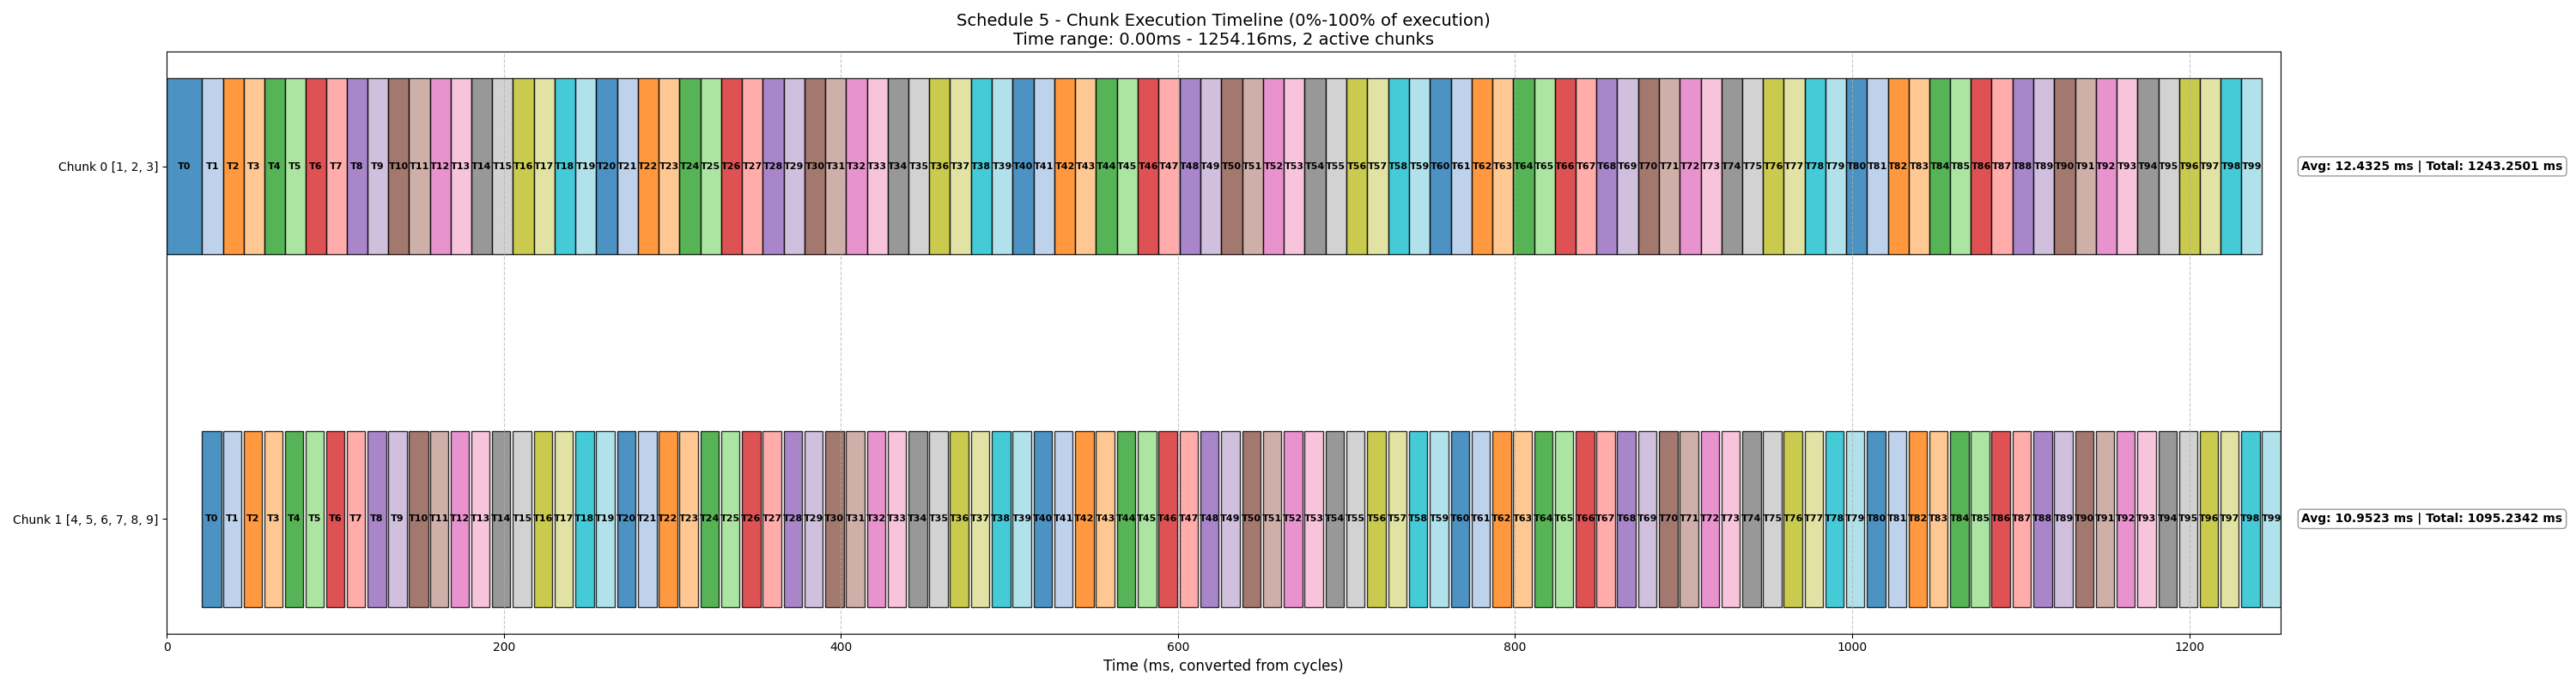 Schedule 5 - Chunk Execution Timeline (0%-100% of execution)
Time range: 0.00ms - 1254.16ms, 2 active chunks
Chunk 0 [1, 2, 3]
T0 T1 T2 T3 T4 T5 T6 T7 T8 T9 T10 T11 T12 T13 T14 T15 T16 T17 T18 T19 T20 T21 T22 T23 T24 T25 T26 T27 T28 T29 T30 T31 T32 T33 T34 T35 T36 T37 T38 T39 T40 T41 T42 T43 T44 T45 T46 T47 T48 T49 T50 T51 T52 T53 T54 T55 T56 T57 T58 T59 T60 T61 T62 T63 T64 T65 T66 T67 T68 T69 T70 T71 T72 T73 T74 T75 T76 T77 T78 T79 T80 T81 T82 T83 T84 T85 T86 T87 T88 T89 T90 T91 T92 T93 T94 T95 T96 T97 T98 T99
Avg: 12.4325 ms | Total: 1243.2501 ms
Chunk 1 [4, 5, 6, 7, 8, 9]
T0 T1 T2 T3 T4 T5 T6 T7 T8 T9 T10 T11 T12 T13 T14 T15 T16 T17 T18 T19 T20 T21 T22 T23 T24 T25 T26 T27 T28 T29 T30 T31 T32 T33 T34 T35 T36 T37 T38 T39 T40 T41 T42 T43 T44 T45 T46 T47 T48 T49 T50 T51 T52 T53 T54 T55 T56 T57 T58 T59 T60 T61 T62 T63 T64 T65 T66 T67 T68 T69 T70 T71 T72 T73 T74 T75 T76 T77 T78 T79 T80 T81 T82 T83 T84 T85 T86 T87 T88 T89 T90 T91 T92 T93 T94 T95 T96 T97 T98 T99
Avg: 10.9523 ms | Total: 1095.2342 ms
0 200 400 600 800 1000 1200
Time (ms, converted from cycles)